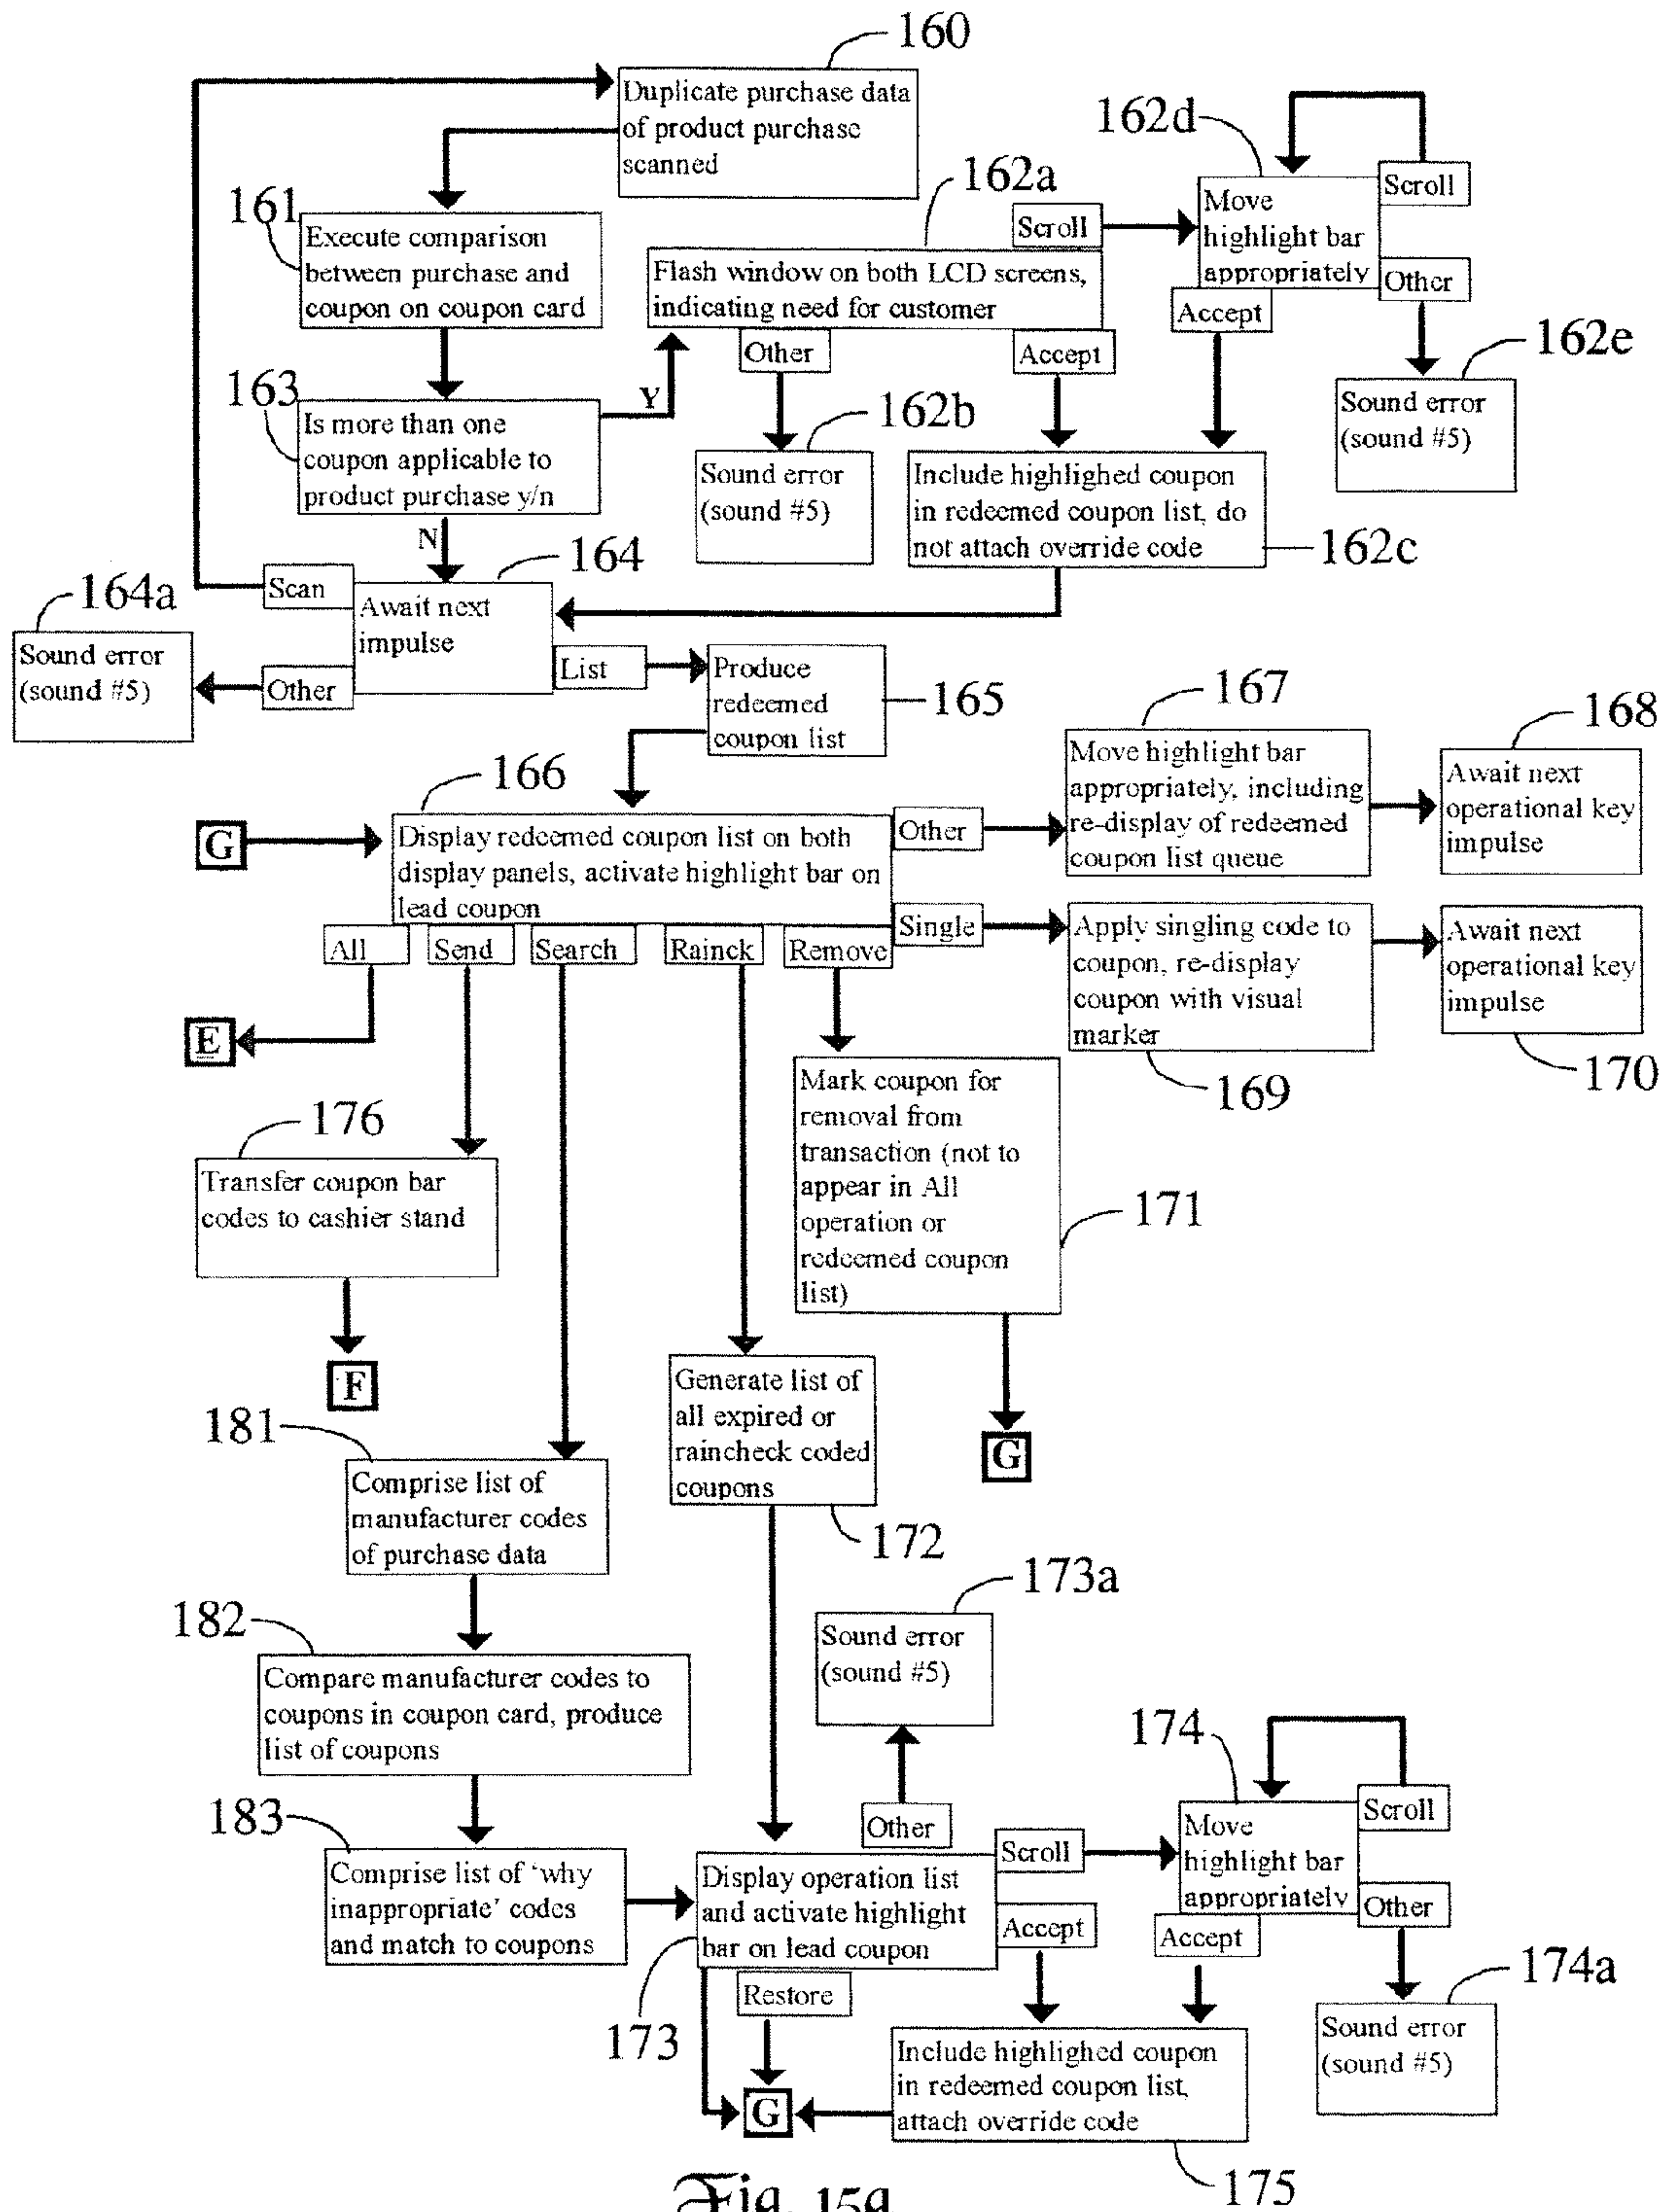 160
Duplicate purchase data
of product purchase
scanned
162d
Scroll
Move
highlight bar
appropriately
Other
Accept
162e
Sound error
(sound #5)
161
Execute comparison
between purchase and
coupon on coupon card
162a
Scroll
Flash window on both LCD screens,
indicating need for customer
Other
Accept
163
Is more than one
coupon applicable to
product purchase y/n
Y
N
162b
Sound error
(sound #5)
Include highlighed coupon
in redeemed coupon list, do
not attach override code
162c
164
Scan
Await next
impulse
164a
Sound error
(sound #5)
Other
List
Produce
redeemed
coupon list
165
166
G
Display redeemed coupon list on both
display panels, activate highlight bar on
lead coupon
Other
167
Move highlight bar
appropriately, including
re-display of redeemed
coupon list queue
168
Await next
operational key
impulse
All
Send
Search
Rainck
Remove
Single
Apply singling code to
coupon, re-display
coupon with visual
marker
169
Await next
operational key
impulse
170
E
176
Transfer coupon bar
codes to cashier stand
F
Mark coupon for
removal from
transaction (not to
appear in All
operation or
redeemed coupon
list)
171
G
Generate list of
all expired or
raincheck coded
coupons
172
181
Comprise list of
manufacturer codes
of purchase data
182
Compare manufacturer codes to
coupons in coupon card, produce
list of coupons
183
Comprise list of ‘why
inappropriate’ codes
and match to coupons
173a
Sound error
(sound #5)
Other
Display operation list
and activate highlight
bar on lead coupon
173
Scroll
Accept
Restore
G
174
Move
highlight bar
appropriately
Scroll
Other
Accept
174a
Sound error
(sound #5)
Include highlighed coupon
in redeemed coupon list,
attach override code
175
Fig. 15g